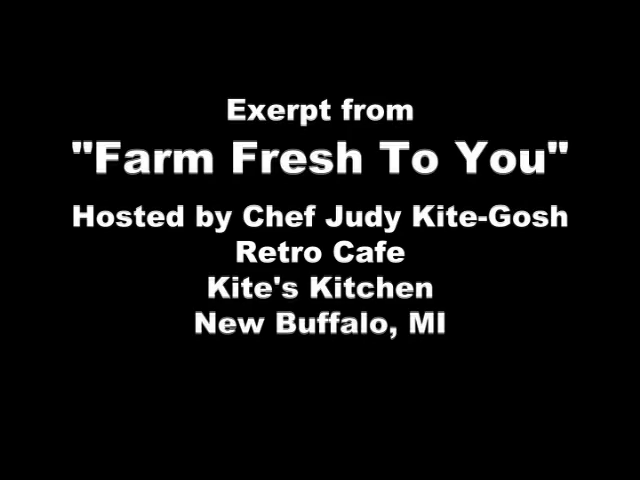 Exerpt from
"Farm Fresh To You"
Hosted by Chef Judy Kite-Gosh
Retro Cafe
Kite's Kitchen
New Buffalo, MI